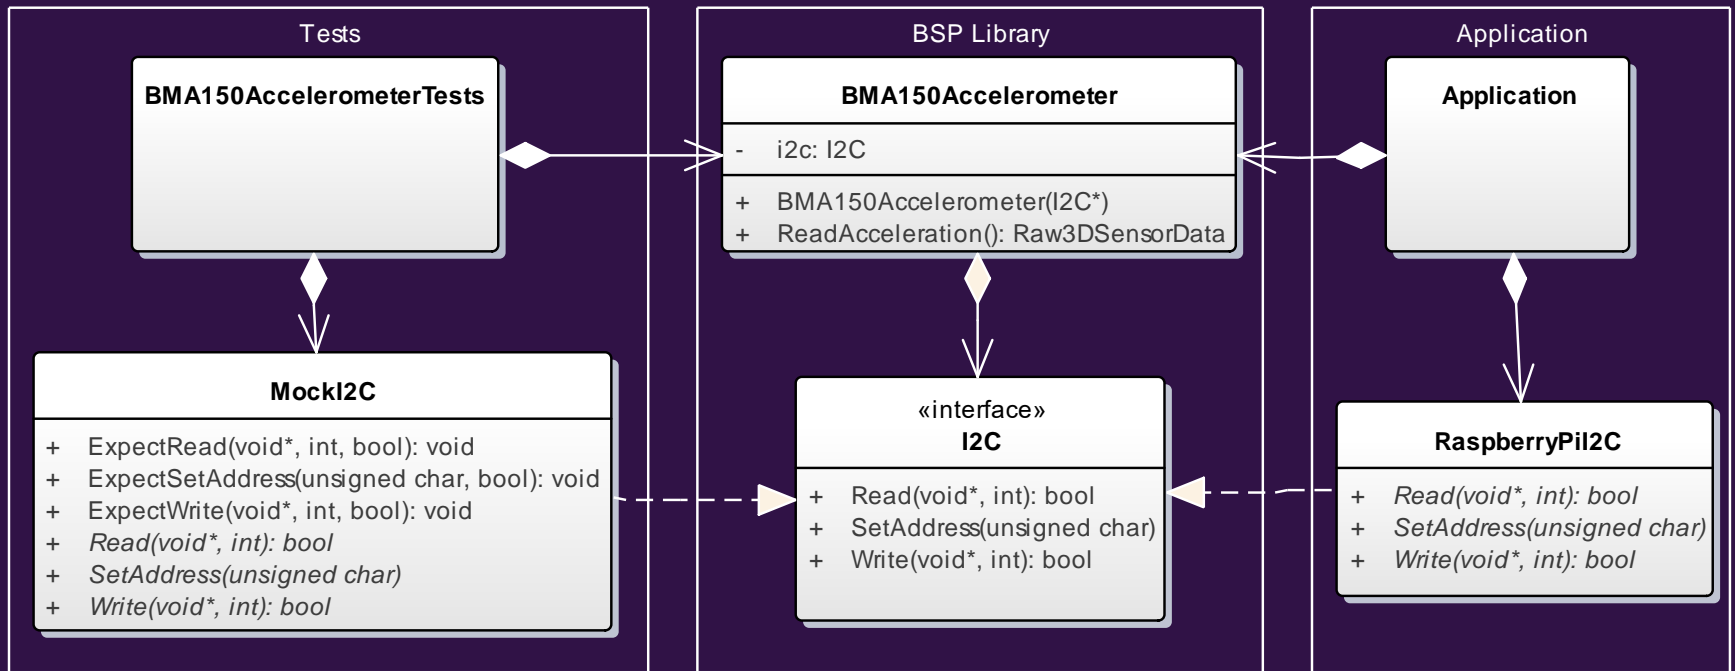 Tests
BMA150AccelerometerTests
MockI2C
+ ExpectRead(void*, int, bool): void
+ ExpectSetAddress(unsigned char, bool): void
+ ExpectWrite(void*, int, bool): void
+ Read(void*, int): bool
+ SetAddress(unsigned char)
+ Write(void*, int): bool
BSP Library
BMA150Accelerometer
- i2c: I2C
+ BMA150Accelerometer(I2C*)
+ ReadAcceleration(): Raw3DSensorData
«interface»
I2C
+ Read(void*, int): bool
+ SetAddress(unsigned char)
+ Write(void*, int): bool
Application
Application
RaspberryPiI2C
+ Read(void*, int): bool
+ SetAddress(unsigned char)
+ Write(void*, int): bool